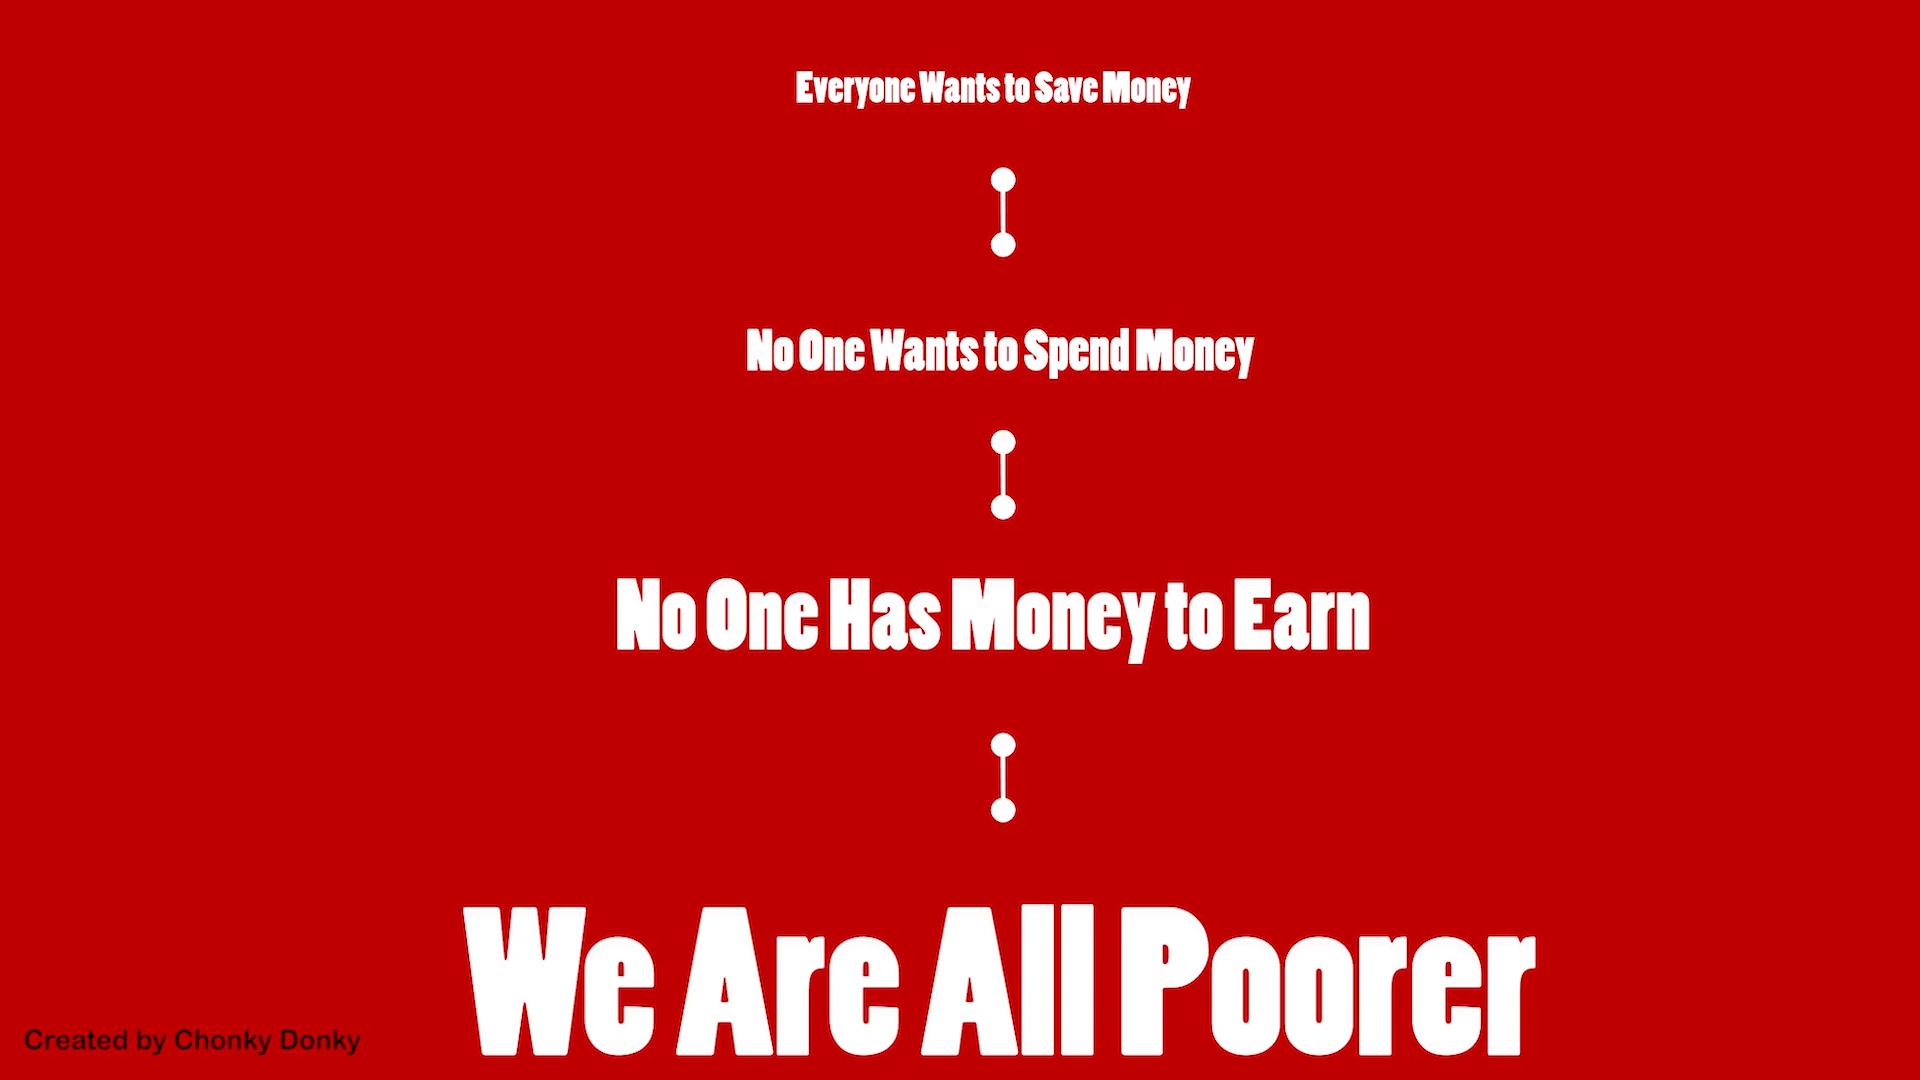 Everyone Wants to Save Money
No One Wants to Spend Money
No One Has Money to Earn
We Are All Poorer
Created by Chonky Donky